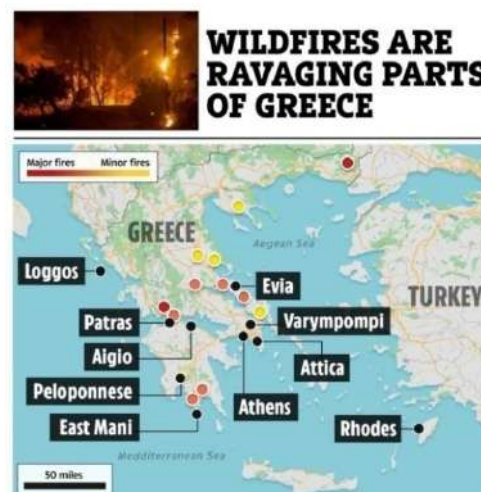 WILDFIRES ARE
RAVAGING PARTS
OF GREECE
Major fires Minor fires
GREECE
Aegean Sea
Loggos
Evia
TURKEY
Patras
Varympompi
Aigio
Attica
Peloponnese
Athens
East Mani
Rhodes
Meditteranean Sea
50 miles